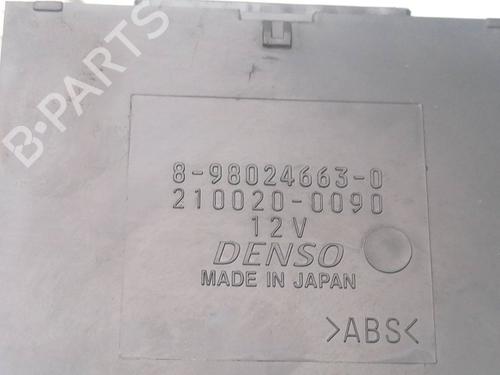 B-PARTS
8-98024663-0
210020-0090
12V
DENSO
MADE IN JAPAN
>ABS<